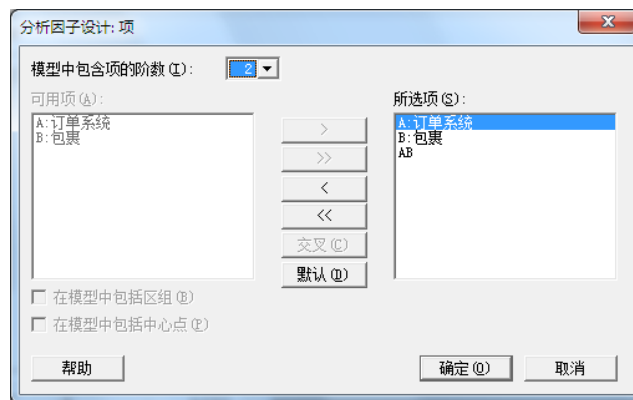 分析因子设计: 项
模型中包含项的阶数(I): 2
可用项(A):
A:订单系统
B:包裹
>
>>
<
<<
交叉(C)
默认(D)
所选项(S):
A:订单系统
B:包裹
AB
在模型中包括区组(B)
在模型中包括中心点(P)
帮助
确定(O)
取消